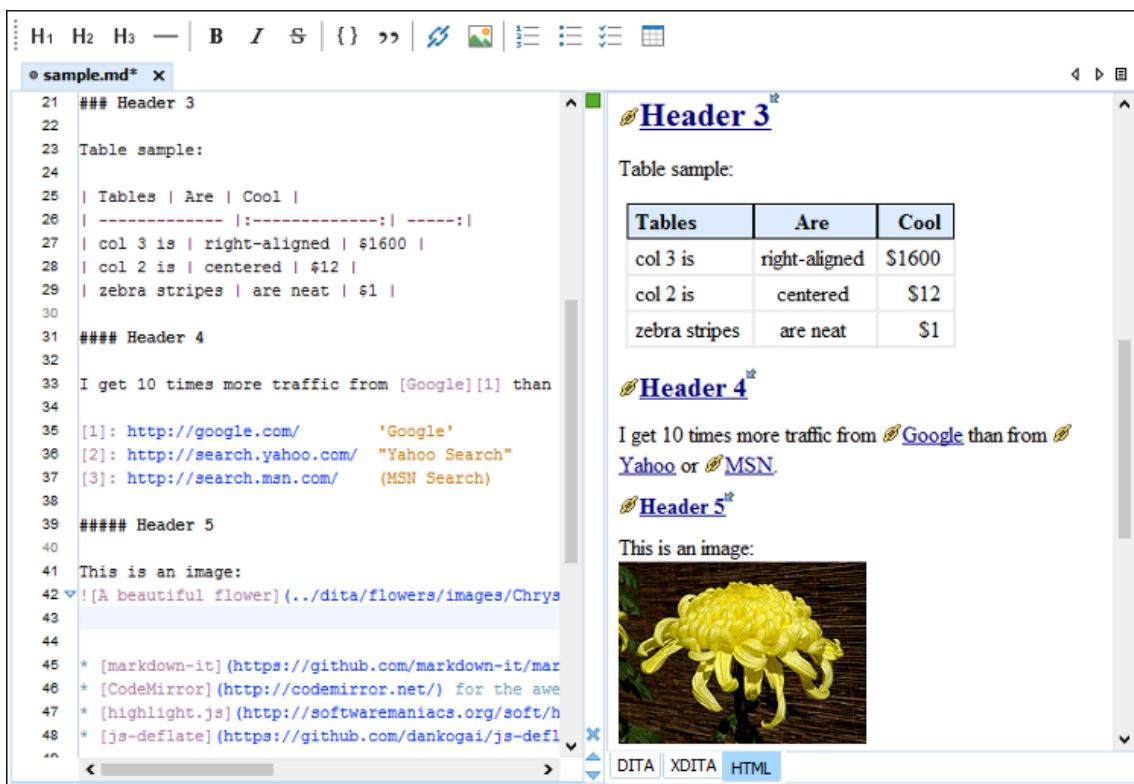 H1 H2 H3 — B I S {} ,,
sample.md* x
21 ### Header 3
22
23 Table sample:
24
25 | Tables | Are | Cool |
26 | ------------- |:-------------:| -----:|
27 | col 3 is | right-aligned | $1600 |
28 | col 2 is | centered | $12 |
29 | zebra stripes | are neat | $1 |
30
31 #### Header 4
32
33 I get 10 times more traffic from [Google][1] than
34
35 [1]: http://google.com/ 'Google'
36 [2]: http://search.yahoo.com/ "Yahoo Search"
37 [3]: http://search.msn.com/ (MSN Search)
38
39 ##### Header 5
40
41 This is an image:
42 ![A beautiful flower](../dita/flowers/images/Chrys
43
44
45 * [markdown-it](https://github.com/markdown-it/mar
46 * [CodeMirror](http://codemirror.net/) for the awe
47 * [highlight.js](http://softwaremaniacs.org/soft/h
48 * [js-deflate](https://github.com/dankogai/js-defl
Header 3
Table sample:
Tables Are Cool
col 3 is right-aligned $1600
col 2 is centered $12
zebra stripes are neat $1
Header 4
I get 10 times more traffic from Google than from
Yahoo or MSN.
Header 5
This is an image:
DITA XDITA HTML